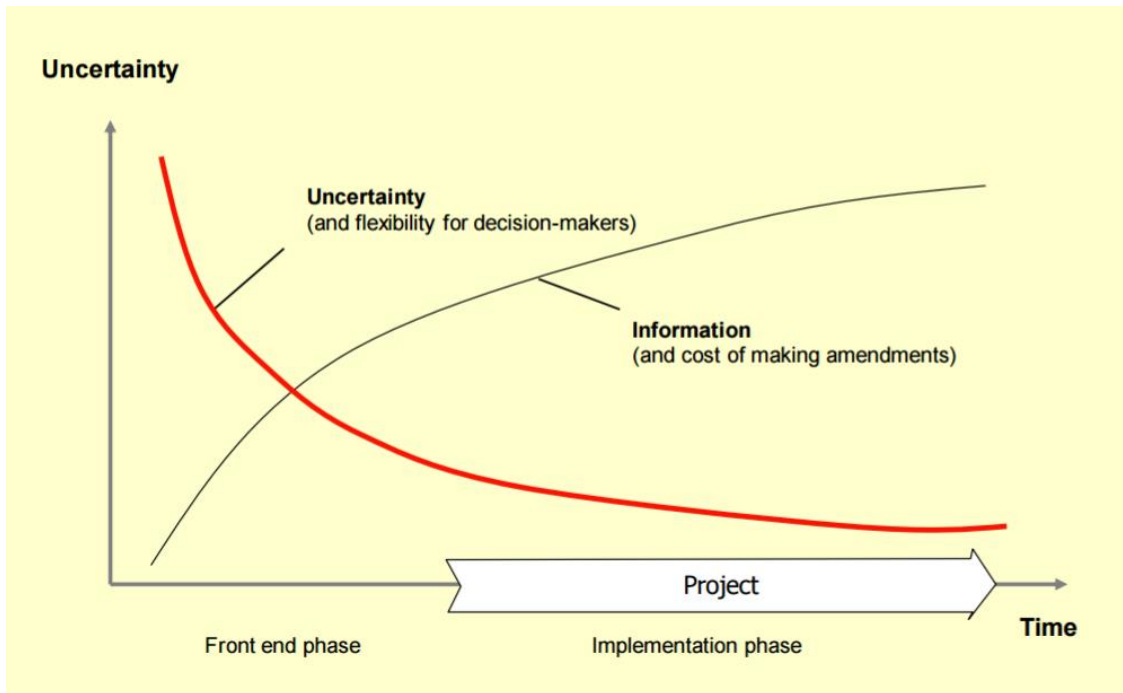 Uncertainty
Uncertainty
(and flexibility for decision-makers)
Information
(and cost of making amendments)
Project
Time
Front end phase
Implementation phase